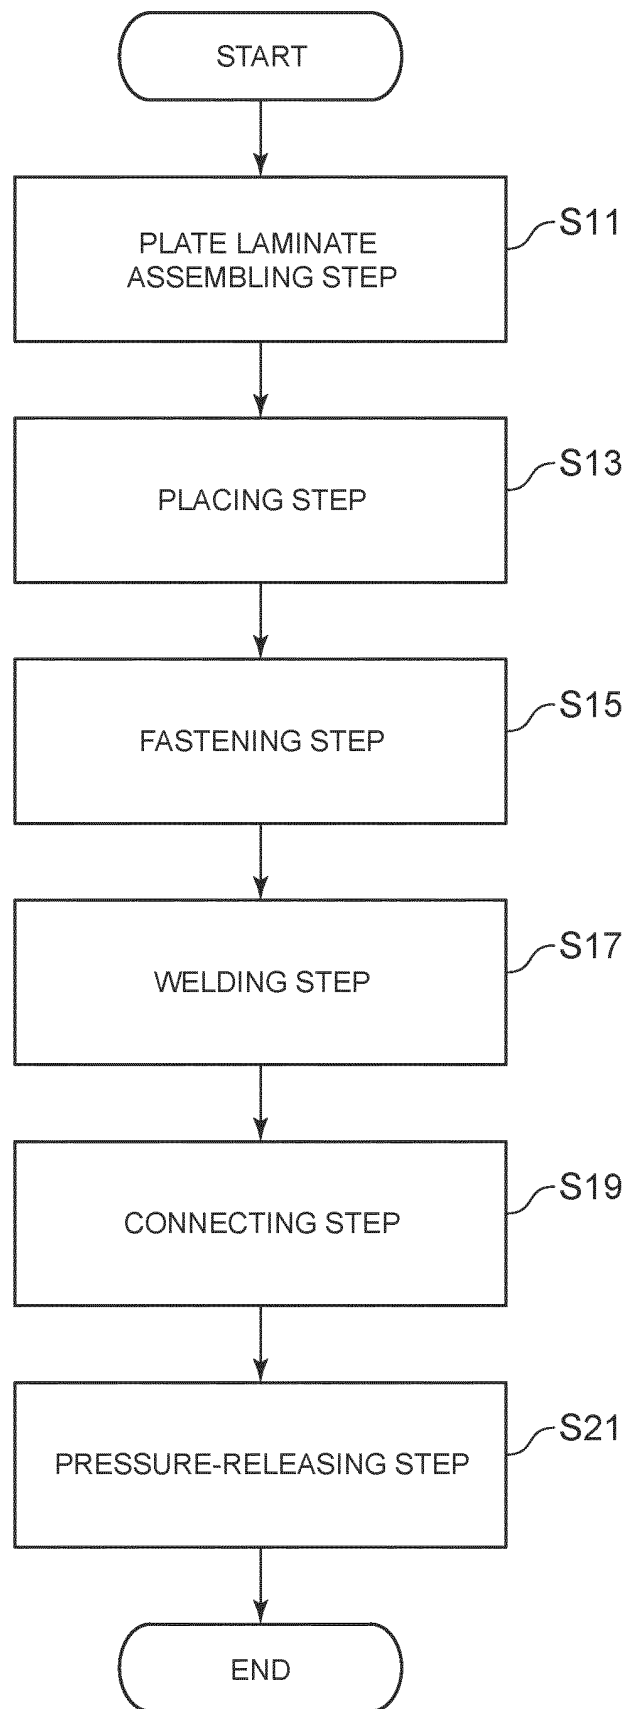 START
PLATE LAMINATE
ASSEMBLING STEP
S11
PLACING STEP
S13
FASTENING STEP
S15
WELDING STEP
S17
CONNECTING STEP
S19
PRESSURE-RELEASING STEP
S21
END